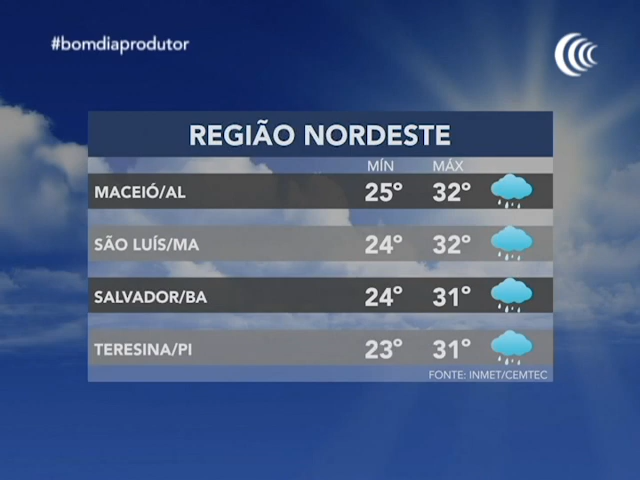 #bomdiaprodutor
REGIÃO NORDESTE
MÍN MÁX
MACEIÓ/AL 25° 32°
SÃO LUÍS/MA 24° 32°
SALVADOR/BA 24° 31°
TERESINA/PI 23° 31°
FONTE: INMET/CEMTEC